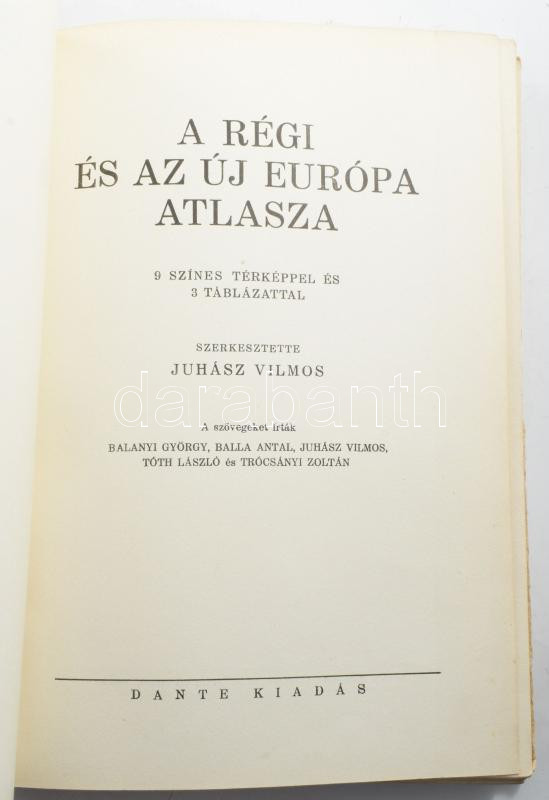 A RÉGI
ÉS AZ ÚJ EURÓPA
ATLASZA
9 SZÍNES TÉRKÉPPEL ÉS
3 TÁBLÁZATTAL
SZERKESZTETTE
JUHÁSZ VILMOS
darabanth
A szövegeket írták
BALANYI GYÖRGY, BALLA ANTAL, JUHÁSZ VILMOS,
TÓTH LÁSZLÓ és TRÓCSÁNYI ZOLTÁN
DANTE KIADÁS